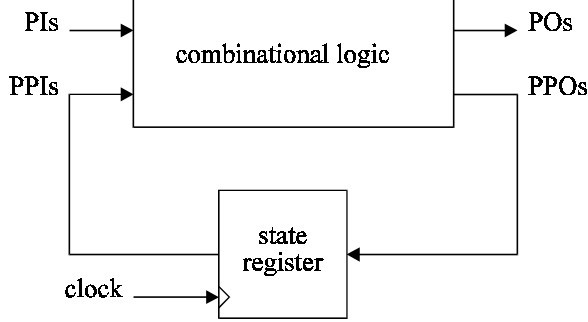 PIs
POs
combinational logic
PPIs
PPOs
state
register
clock